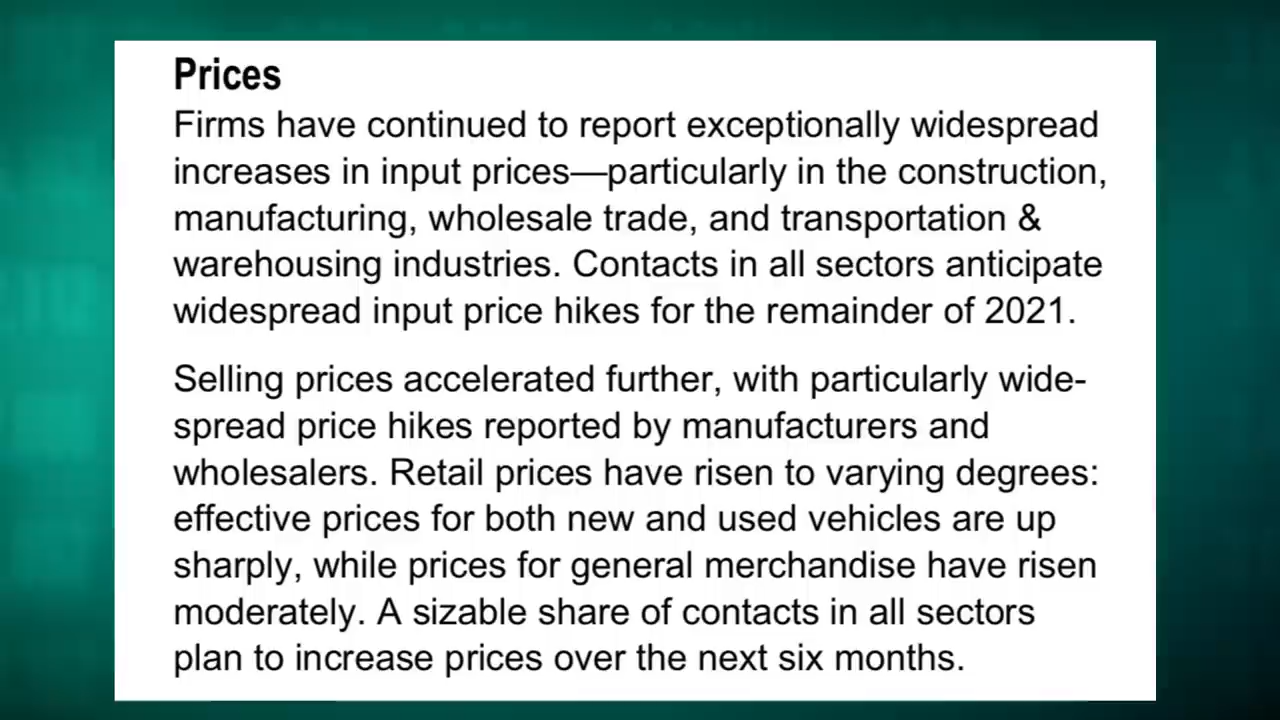 Prices
Firms have continued to report exceptionally widespread
increases in input prices—particularly in the construction,
manufacturing, wholesale trade, and transportation &
warehousing industries. Contacts in all sectors anticipate
widespread input price hikes for the remainder of 2021.
Selling prices accelerated further, with particularly wide-
spread price hikes reported by manufacturers and
wholesalers. Retail prices have risen to varying degrees:
effective prices for both new and used vehicles are up
sharply, while prices for general merchandise have risen
moderately. A sizable share of contacts in all sectors
plan to increase prices over the next six months.